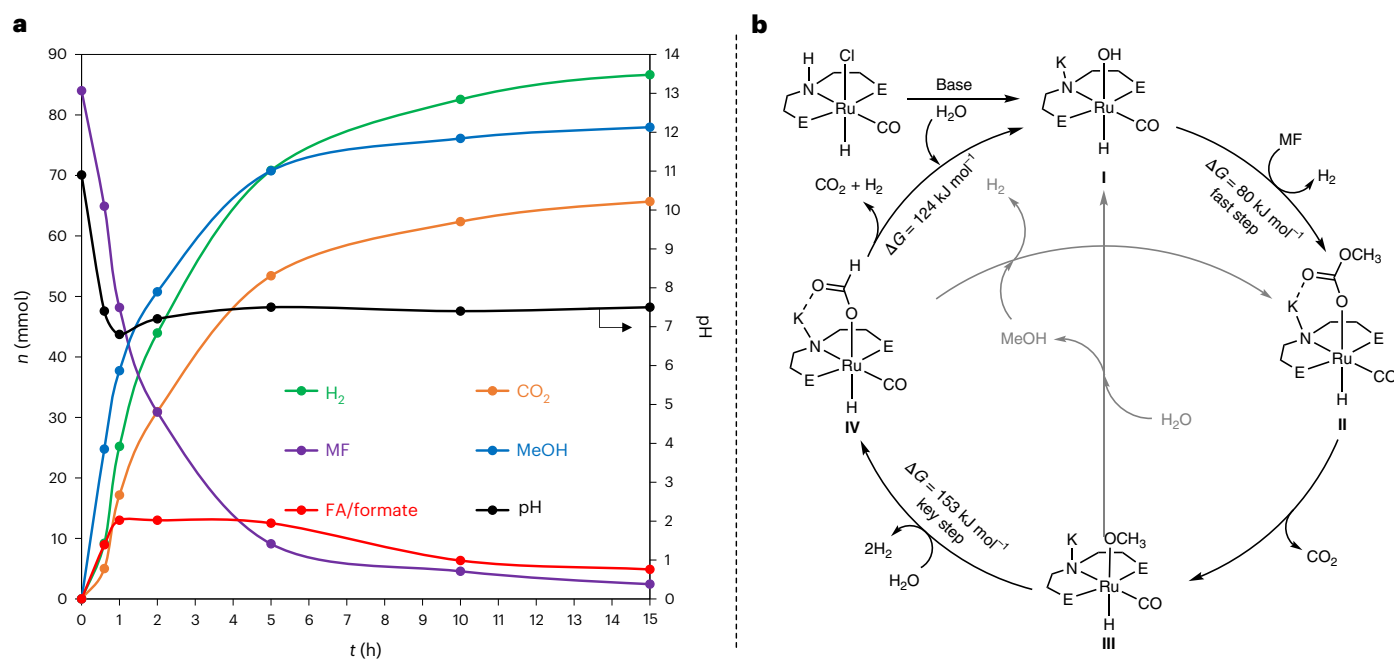 a
90
80
70
60
50
40
30
20
10
0
n (mmol)
14
13
12
11
10
9
8
7
6
5
4
3
2
1
0
pH
H₂
CO₂
MF
MeOH
FA/formate
pH
0 1 2 3 4 5 6 7 8 9 10 11 12 13 14 15
t (h)
b
H
Cl
N
E
Ru
E
CO
H
Base
H₂O
OH
K
N
E
Ru
E
CO
H
I
MF
H₂
ΔG = 80 kJ mol⁻¹
fast step
CO₂ + H₂
ΔG = 124 kJ mol⁻¹
H₂
MeOH
H₂O
OCH₃
O
O
K
N
E
Ru
E
CO
H
II
CO₂
H
O
O
K
N
E
Ru
E
CO
H
IV
ΔG = 153 kJ mol⁻¹
key step
2H₂
H₂O
K
OCH₃
N
E
Ru
E
CO
H
III